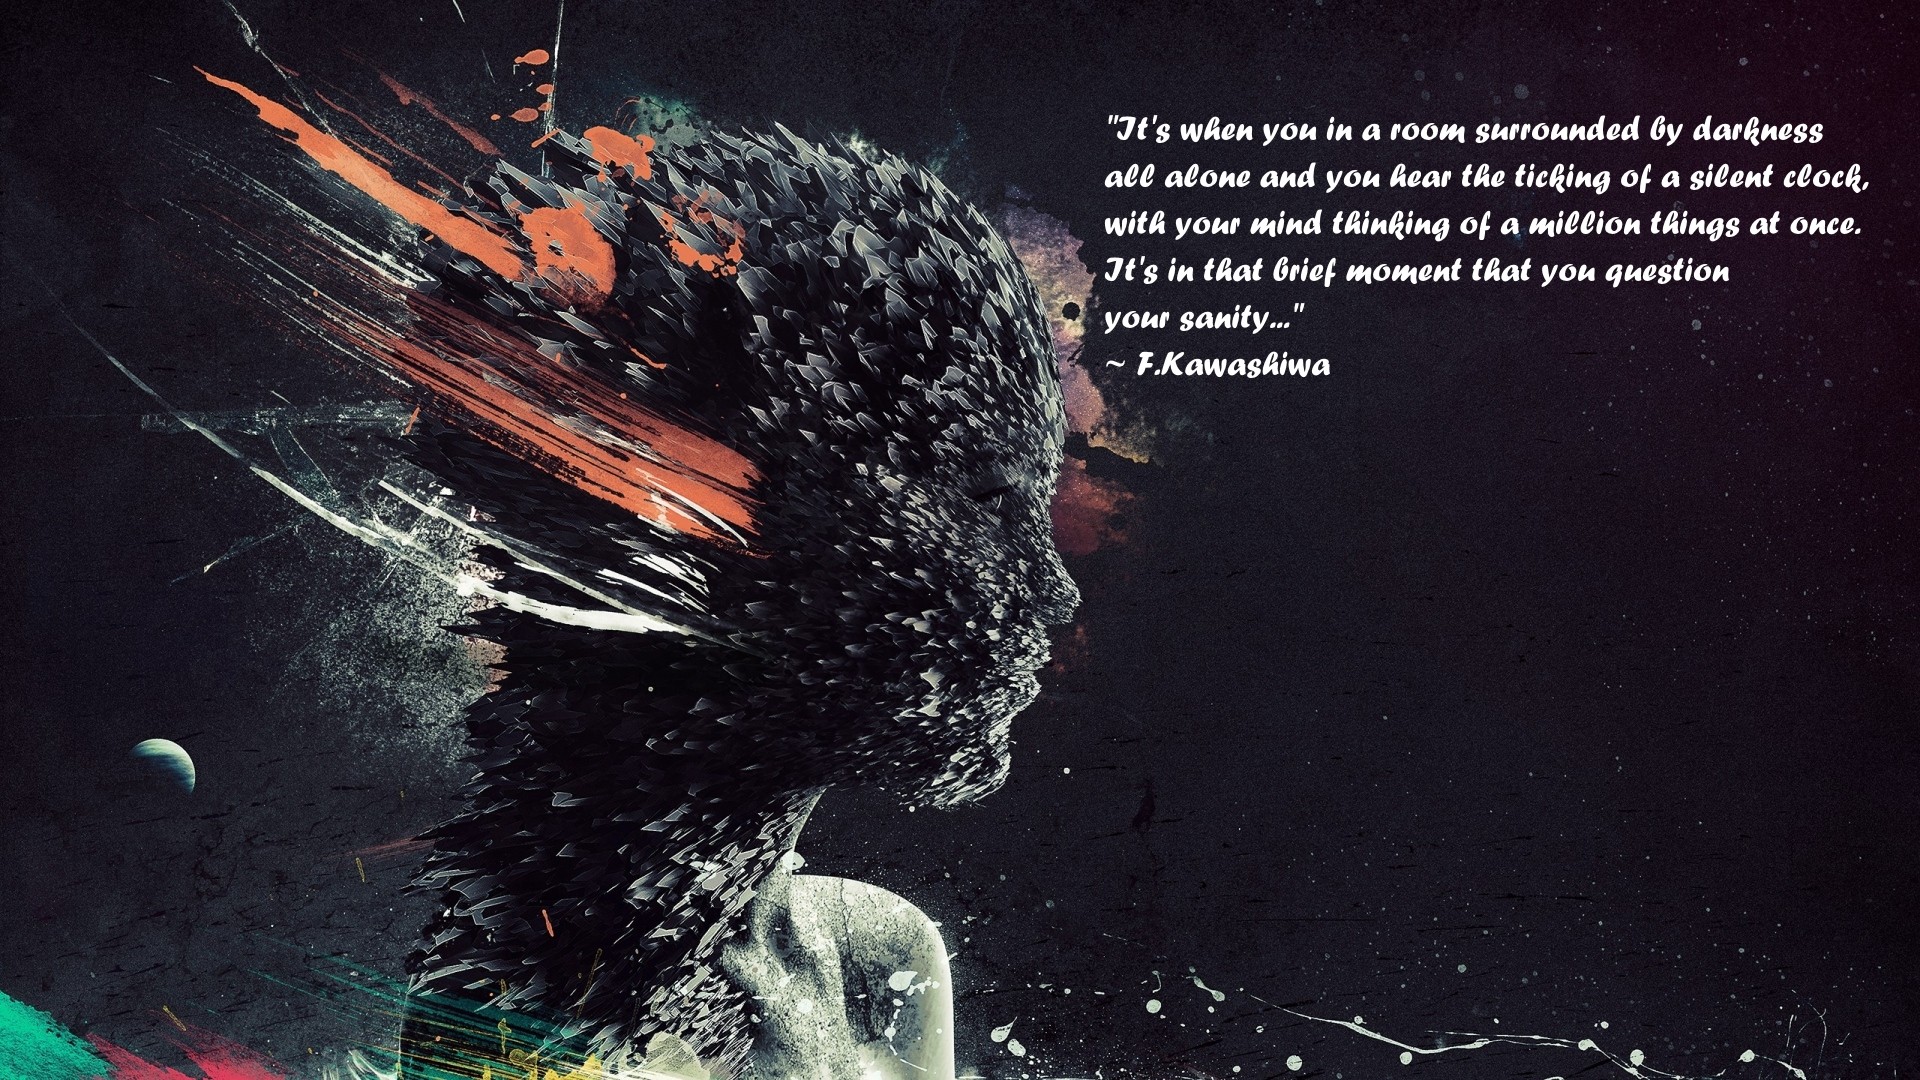 "It's when you in a room surrounded by darkness
all alone and you hear the ticking of a silent clock,
with your mind thinking of a million things at once.
It's in that brief moment that you question
your sanity..."
~ F.Kawashiwa